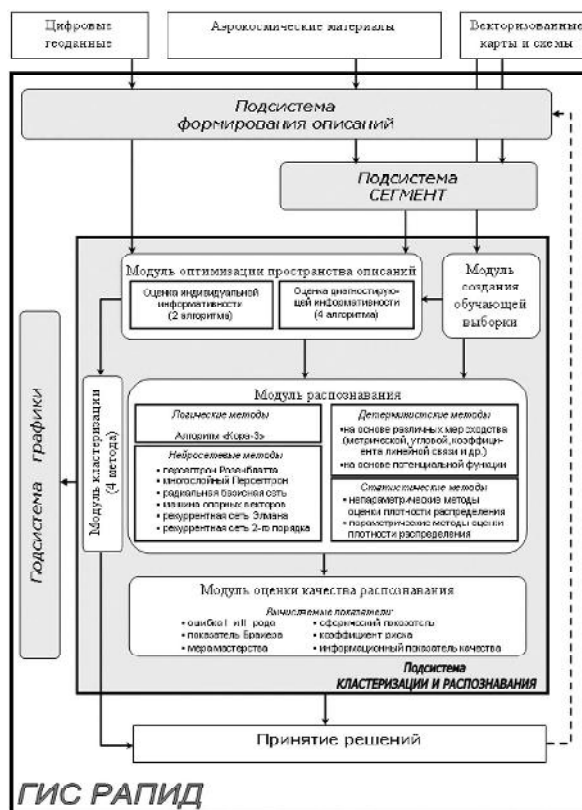 Цифровые
геоданные
Аэрокосмические материалы
Векторизованные
карты и схемы
Подсистема
формирования описаний
Подсистема
СЕГМЕНТ
Модуль оптимизации пространства описаний
Оценка индивидуальной
информативности
(2 алгоритма)
Оценка диагностирую-
щей информативности
(4 алгоритма)
Модуль
создания
обучающей
выборки
Подсистема графики
Модуль кластеризации
(4 метода)
Модуль распознавания
Логические методы
Алгоритм «Кора-3»
Нейросетевые методы
• персептрон Розенблатта
• многослойный Персептрон
• радиальная базисная сеть
• машина опорных векторов
• рекуррентная сеть Элмана
• рекуррентная сеть 2-го порядка
Детерминистские методы
• на основе различных мер сходства
(метрической, угловой, коэффици-
ента линейной связи и др.)
• на основе потенциальной функции
Статистические методы
• непараметрические методы
оценки плотности распределения
• параметрические методы оценки
плотности распределения
Модуль оценки качества распознавания
Вычисляемые показатели:
• ошибка I и II рода
• показатель Брайера
• мера мастерства
• сферический показатель
• коэффициент риска
• информационный показатель качества
Подсистема
КЛАСТЕРИЗАЦИИ И РАСПОЗНАВАНИЯ
Принятие решений
ГИС РАПИД